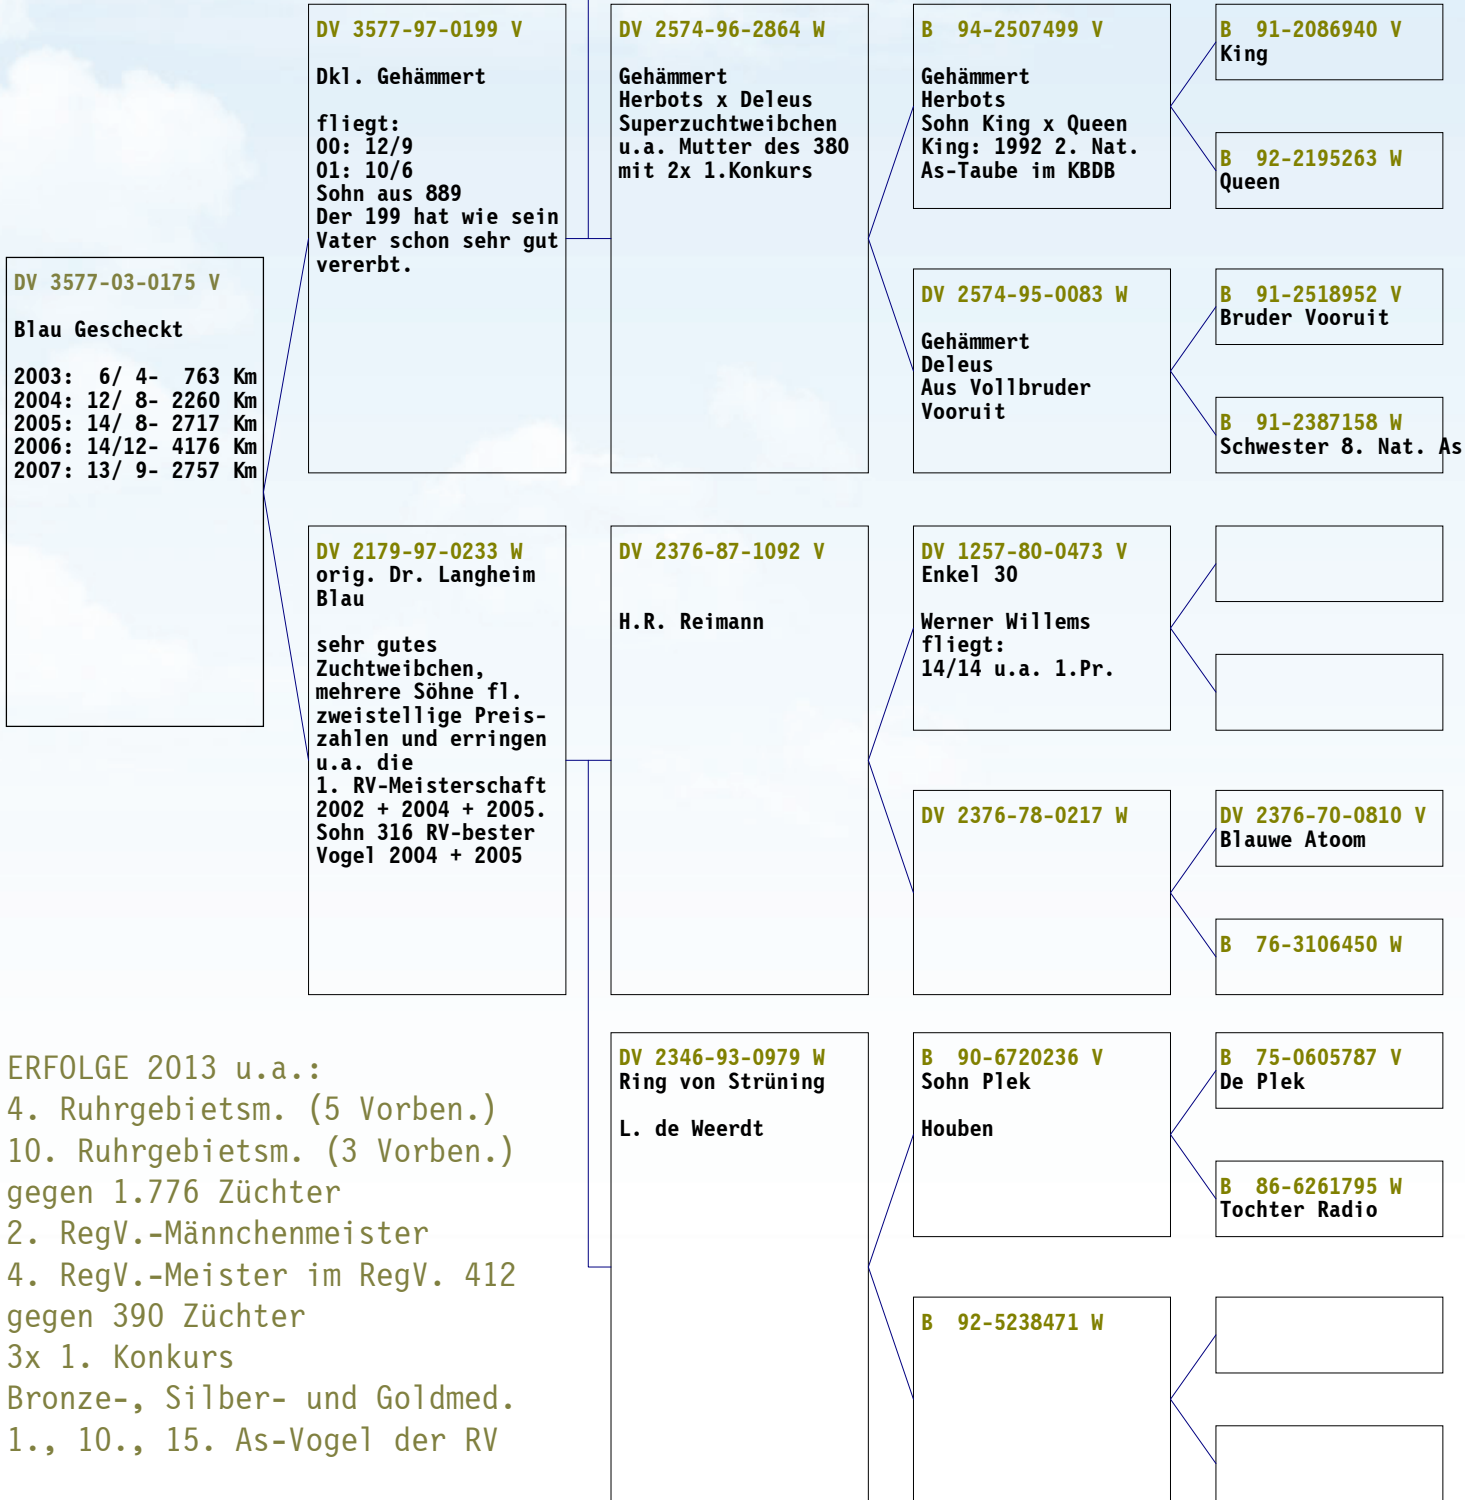 DV 3577-03-0175 V
Blau Gescheckt
2003:  6/ 4-  763 Km
2004: 12/ 8- 2260 Km
2005: 14/ 8- 2717 Km
2006: 14/12- 4176 Km
2007: 13/ 9- 2757 Km
DV 3577-97-0199 V
Dkl. Gehämmert
fliegt:
00: 12/9
01: 10/6
Sohn aus 889
Der 199 hat wie sein
Vater schon sehr gut
vererbt.
DV 2179-97-0233 W
orig. Dr. Langheim
Blau
sehr gutes
Zuchtweibchen,
mehrere Söhne fl.
zweistellige Preis-
zahlen und erringen
u.a. die
1. RV-Meisterschaft
2002 + 2004 + 2005.
Sohn 316 RV-bester
Vogel 2004 + 2005
DV 2574-96-2864 W
Gehämmert
Herbots x Deleus
Superzuchtweibchen
u.a. Mutter des 380
mit 2x 1.Konkurs
DV 2376-87-1092 V
H.R. Reimann
DV 2346-93-0979 W
Ring von Strüning
L. de Weerdt
B  94-2507499 V
Gehämmert
Herbots
Sohn King x Queen
King: 1992 2. Nat.
As-Taube im KBDB
DV 2574-95-0083 W
Gehämmert
Deleus
Aus Vollbruder
Vooruit
DV 1257-80-0473 V
Enkel 30
Werner Willems
fliegt:
14/14 u.a. 1.Pr.
DV 2376-78-0217 W
B  90-6720236 V
Sohn Plek
Houben
B  92-5238471 W
B  91-2086940 V
King
B  92-2195263 W
Queen
B  91-2518952 V
Bruder Vooruit
B  91-2387158 W
Schwester 8. Nat. As
DV 2376-70-0810 V
Blauwe Atoom
B  76-3106450 W
B  75-0605787 V
De Plek
B  86-6261795 W
Tochter Radio
ERFOLGE 2013 u.a.:
4. Ruhrgebietsm. (5 Vorben.)
10. Ruhrgebietsm. (3 Vorben.)
gegen 1.776 Züchter
2. RegV.-Männchenmeister
4. RegV.-Meister im RegV. 412
gegen 390 Züchter
3x 1. Konkurs
Bronze-, Silber- und Goldmed.
1., 10., 15. As-Vogel der RV